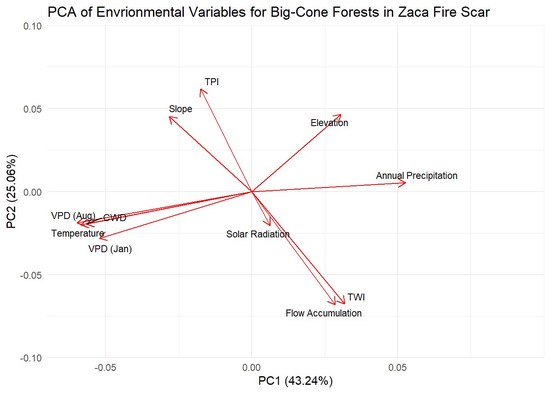 PCA of Envrionmental Variables for Big-Cone Forests in Zaca Fire Scar
0.10
TPI
0.05
Slope
Elevation
Annual Precipitation
PC2 (25.06%)
0.00
VPD (Aug)
CWD
Temperature
Solar Radiation
VPD (Jan)
-0.05
TWI
Flow Accumulation
-0.10
-0.05
0.00
0.05
PC1 (43.24%)